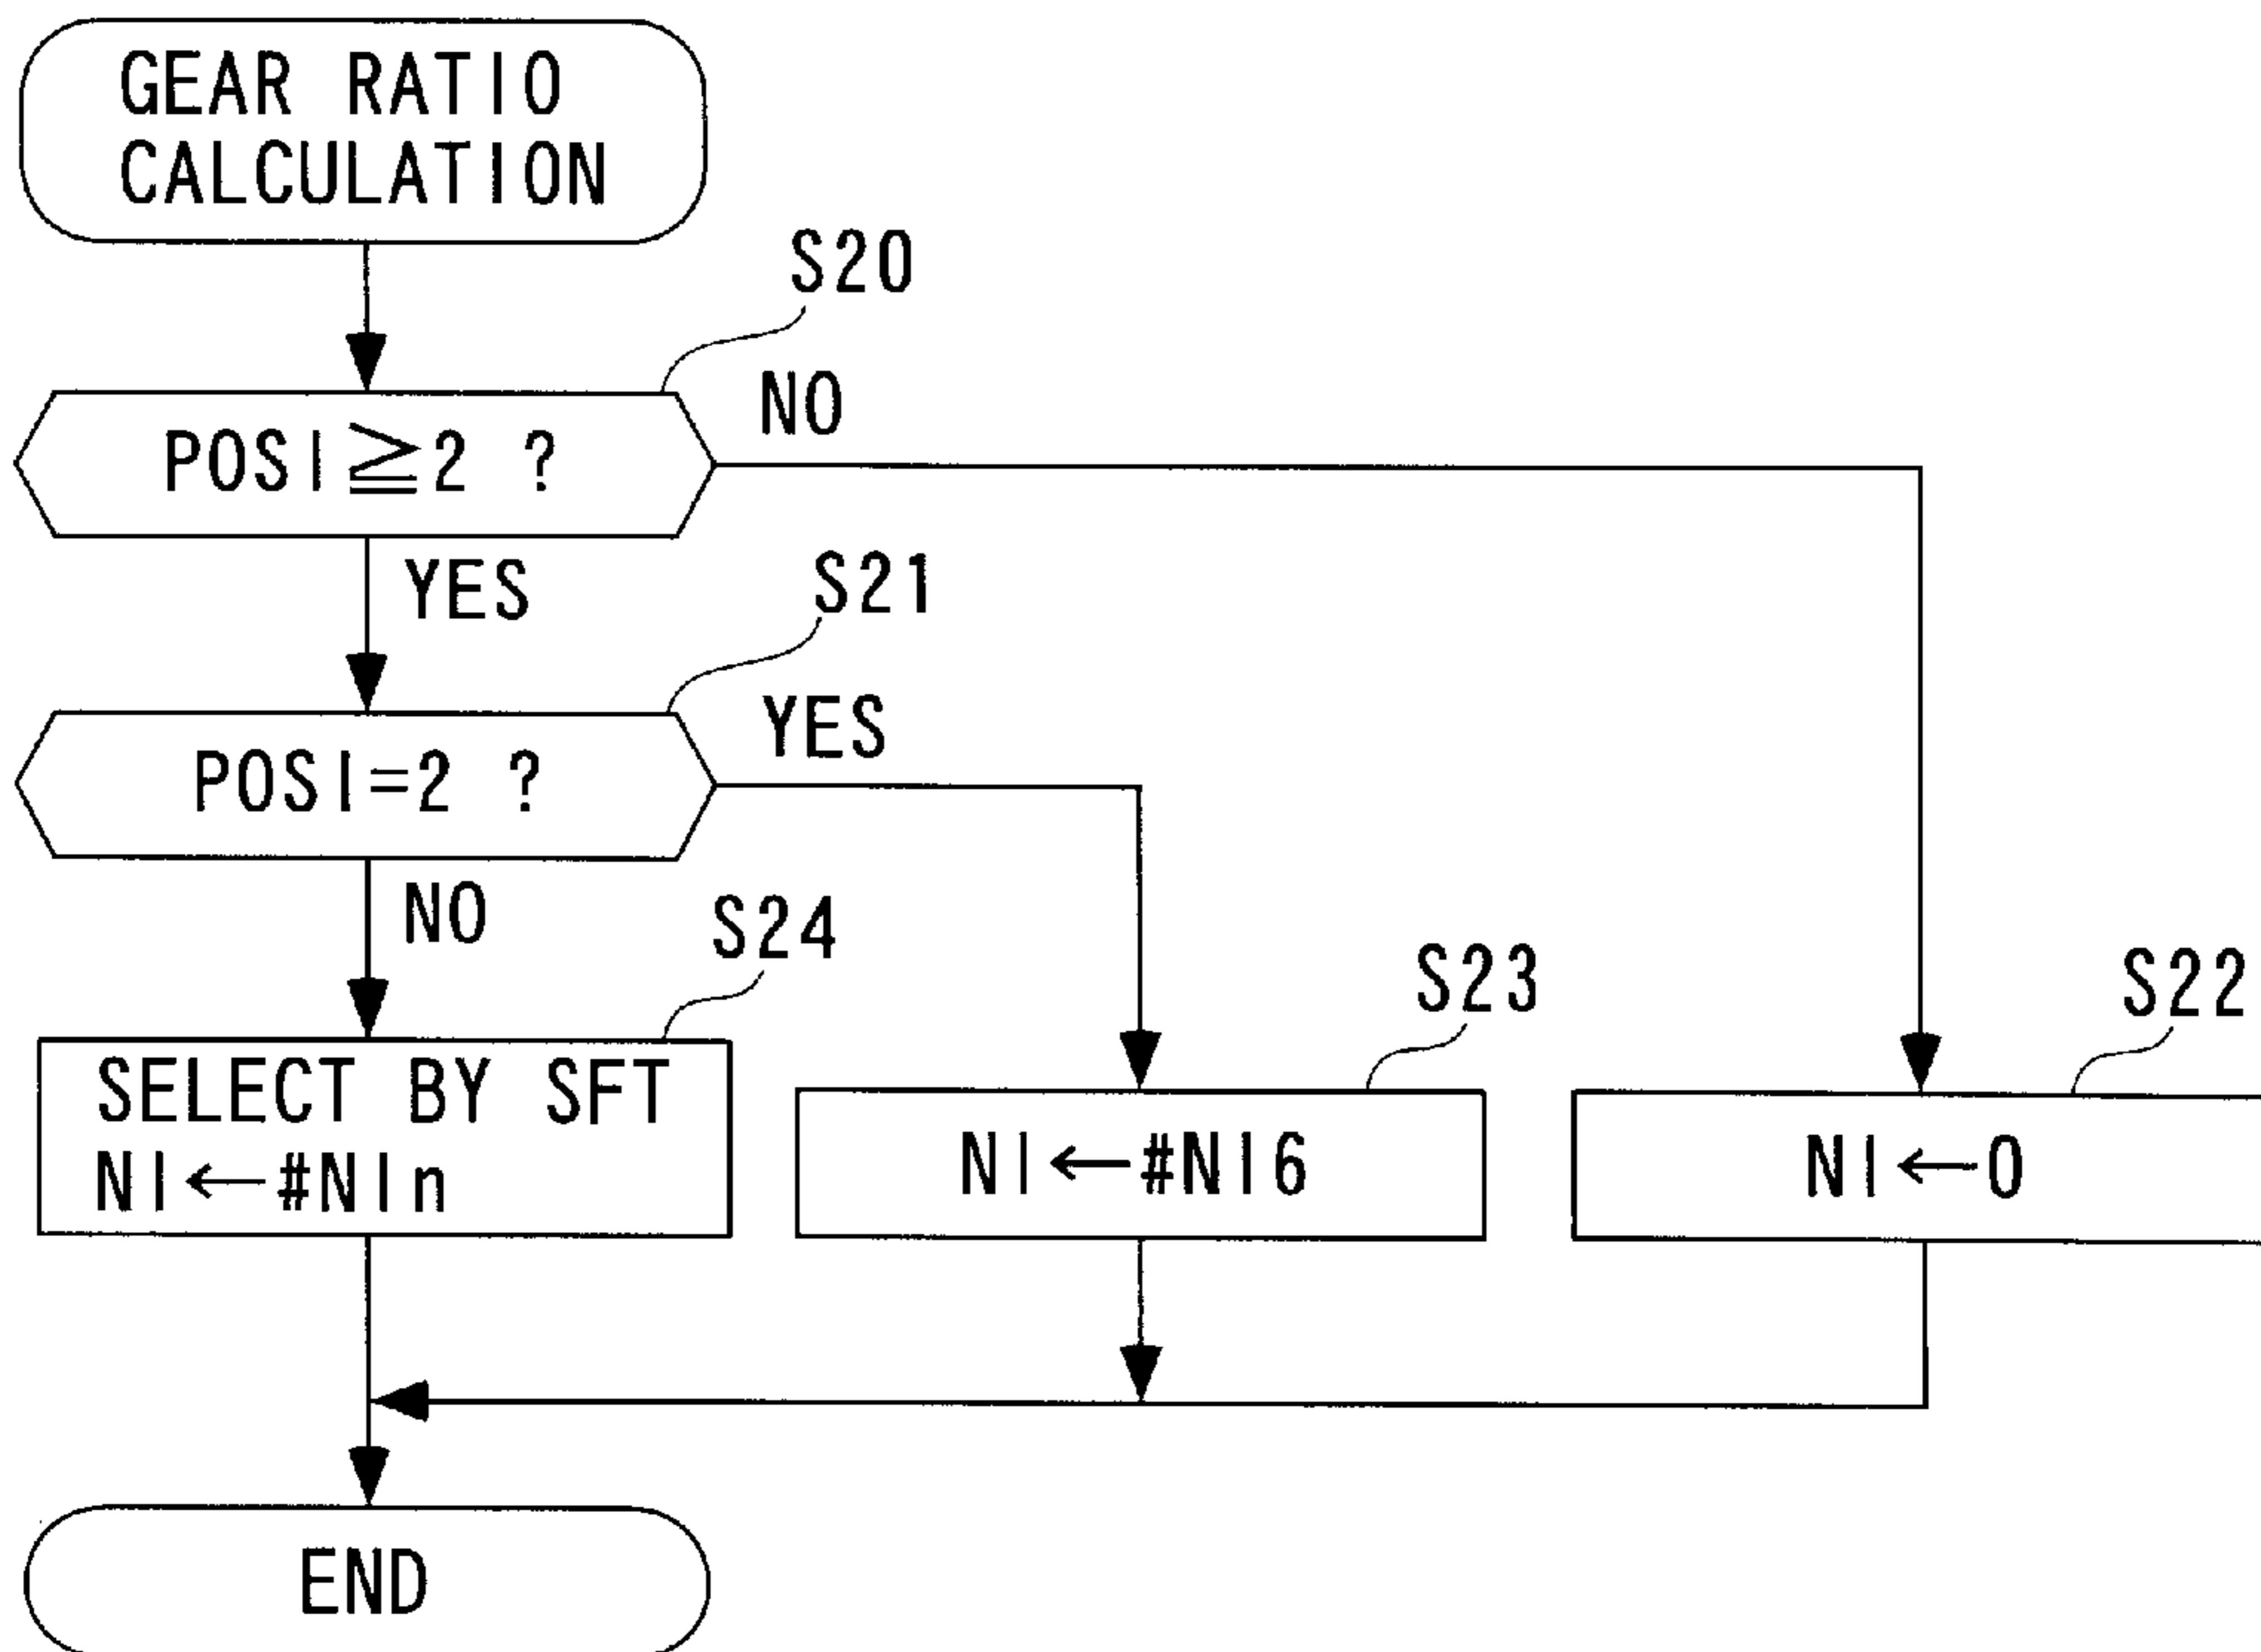 GEAR RATIO
CALCULATION
S20
POSI≧2 ?
NO
YES
S21
POSI=2 ?
YES
NO
S24
S23
S22
SELECT BY SFT
NI←#NIn
NI←#NI6
NI←0
END